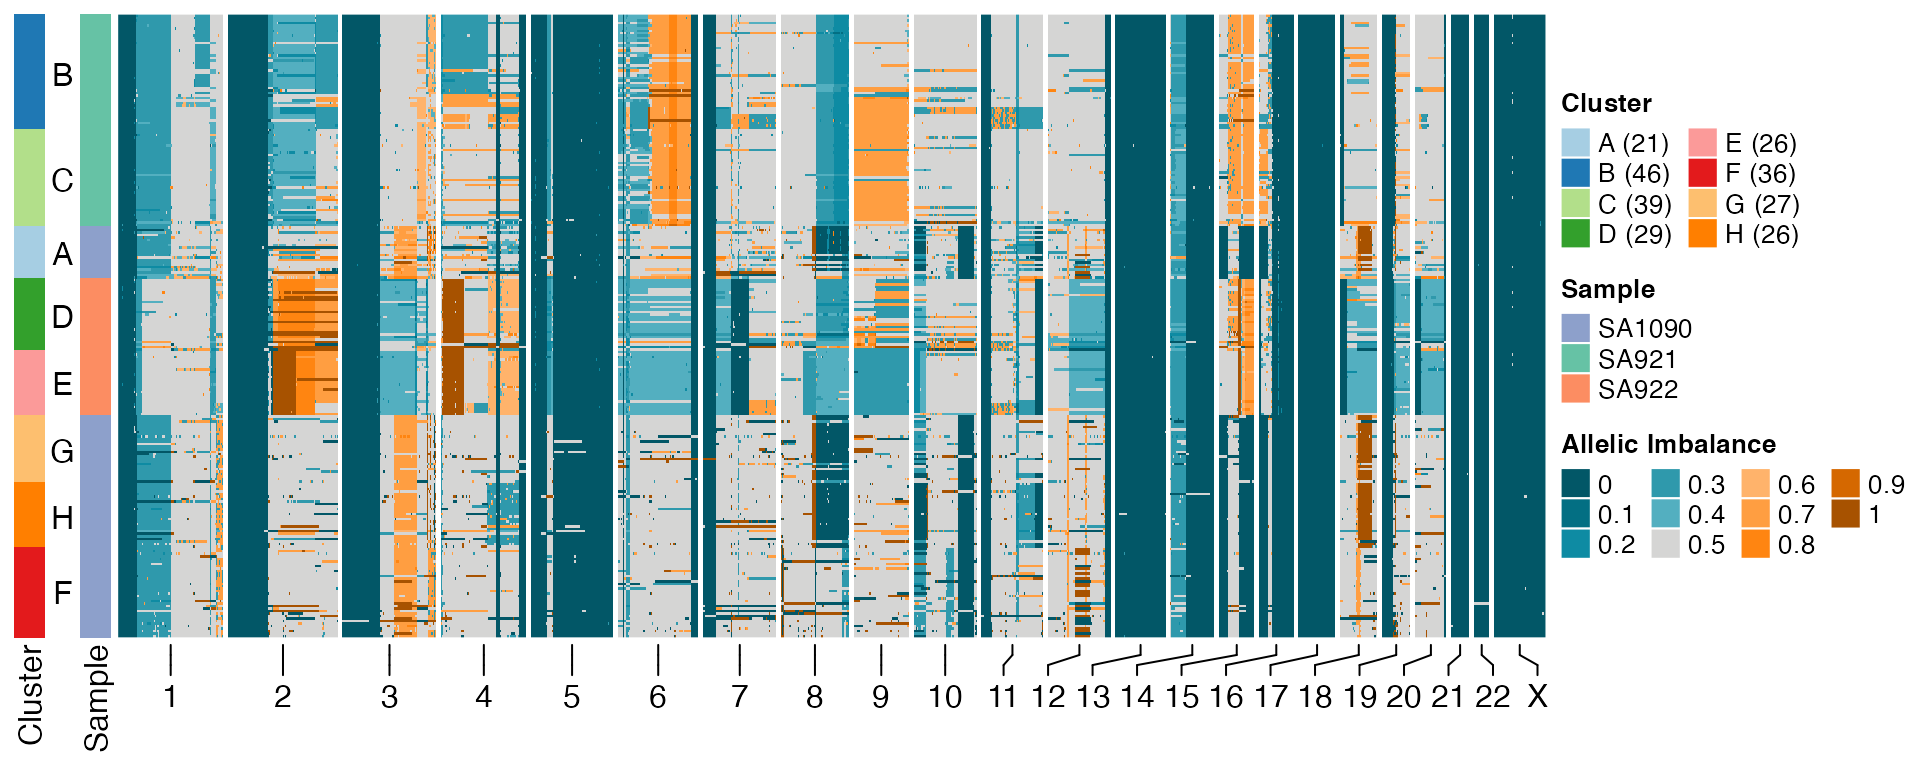 B
C
A
D
E
G
H
F
Cluster
Sample
1 2 3 4 5 6 7 8 9 10 11 12 13 14 15 16 17 18 19 20 21 22 X
Cluster
A (21) E (26)
B (46) F (36)
C (39) G (27)
D (29) H (26)
Sample
SA1090
SA921
SA922
Allelic Imbalance
0 0.3 0.6 0.9
0.1 0.4 0.7 1
0.2 0.5 0.8